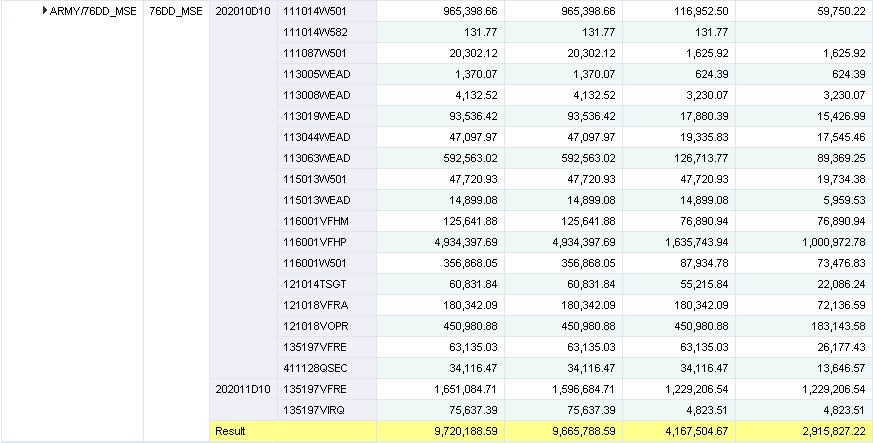 ARMY/76DD_MSE 76DD_MSE 202010D10 111014W501 965,398.66 965,398.66 116,952.50 59,750.22
111014W582 131.77 131.77 131.77
111087W501 20,302.12 20,302.12 1,625.92 1,625.92
113005WEAD 1,370.07 1,370.07 624.39 624.39
113008WEAD 4,132.52 4,132.52 3,230.07 3,230.07
113019WEAD 93,536.42 93,536.42 17,880.39 15,426.99
113044WEAD 47,097.97 47,097.97 19,335.83 17,545.46
113063WEAD 592,563.02 592,563.02 126,713.77 89,369.25
115013W501 47,720.93 47,720.93 47,720.93 19,734.38
115013WEAD 14,899.08 14,899.08 14,899.08 5,959.53
116001VFHM 125,641.88 125,641.88 76,890.94 76,890.94
116001VFHP 4,934,397.69 4,934,397.69 1,635,743.94 1,000,972.78
116001W501 356,868.05 356,868.05 87,934.78 73,476.83
121014TSGT 60,831.84 60,831.84 55,215.84 22,086.24
121018VFRA 180,342.09 180,342.09 180,342.09 72,136.59
121018VOPR 450,980.88 450,980.88 450,980.88 183,143.58
135197VFRE 63,135.03 63,135.03 63,135.03 26,177.43
411128QSEC 34,116.47 34,116.47 34,116.47 13,646.57
202011D10 135197VFRE 1,651,084.71 1,596,684.71 1,229,206.54 1,229,206.54
135197VIRQ 75,637.39 75,637.39 4,823.51 4,823.51
Result 9,720,188.59 9,665,788.59 4,167,504.67 2,915,827.22